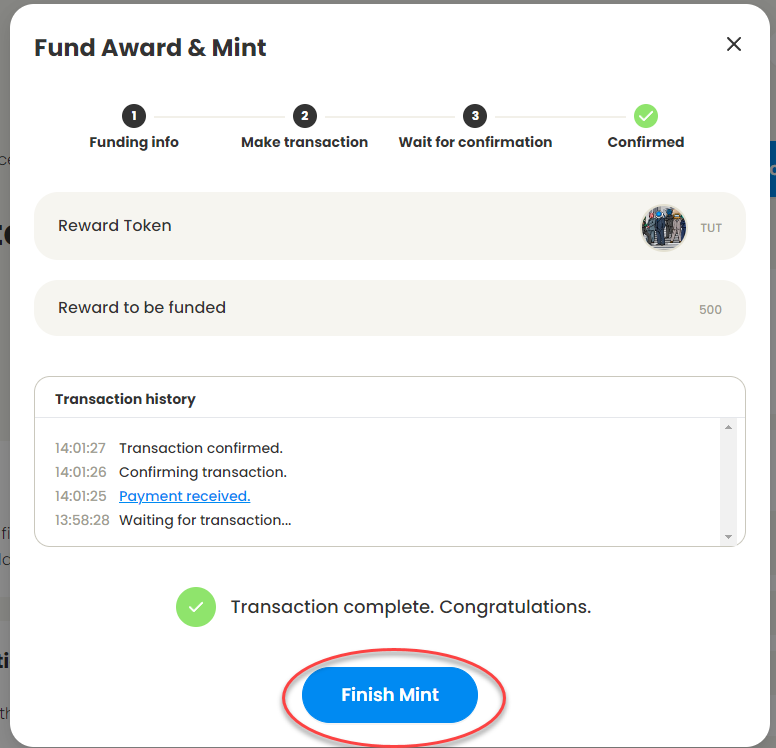 Fund Award & Mint
1 2 3
Funding info Make transaction Wait for confirmation Confirmed
Reward Token TUT
Reward to be funded 500
Transaction history
14:01:27 Transaction confirmed.
14:01:26 Confirming transaction.
14:01:25 Payment received.
13:58:28 Waiting for transaction...
Transaction complete. Congratulations.
Finish Mint